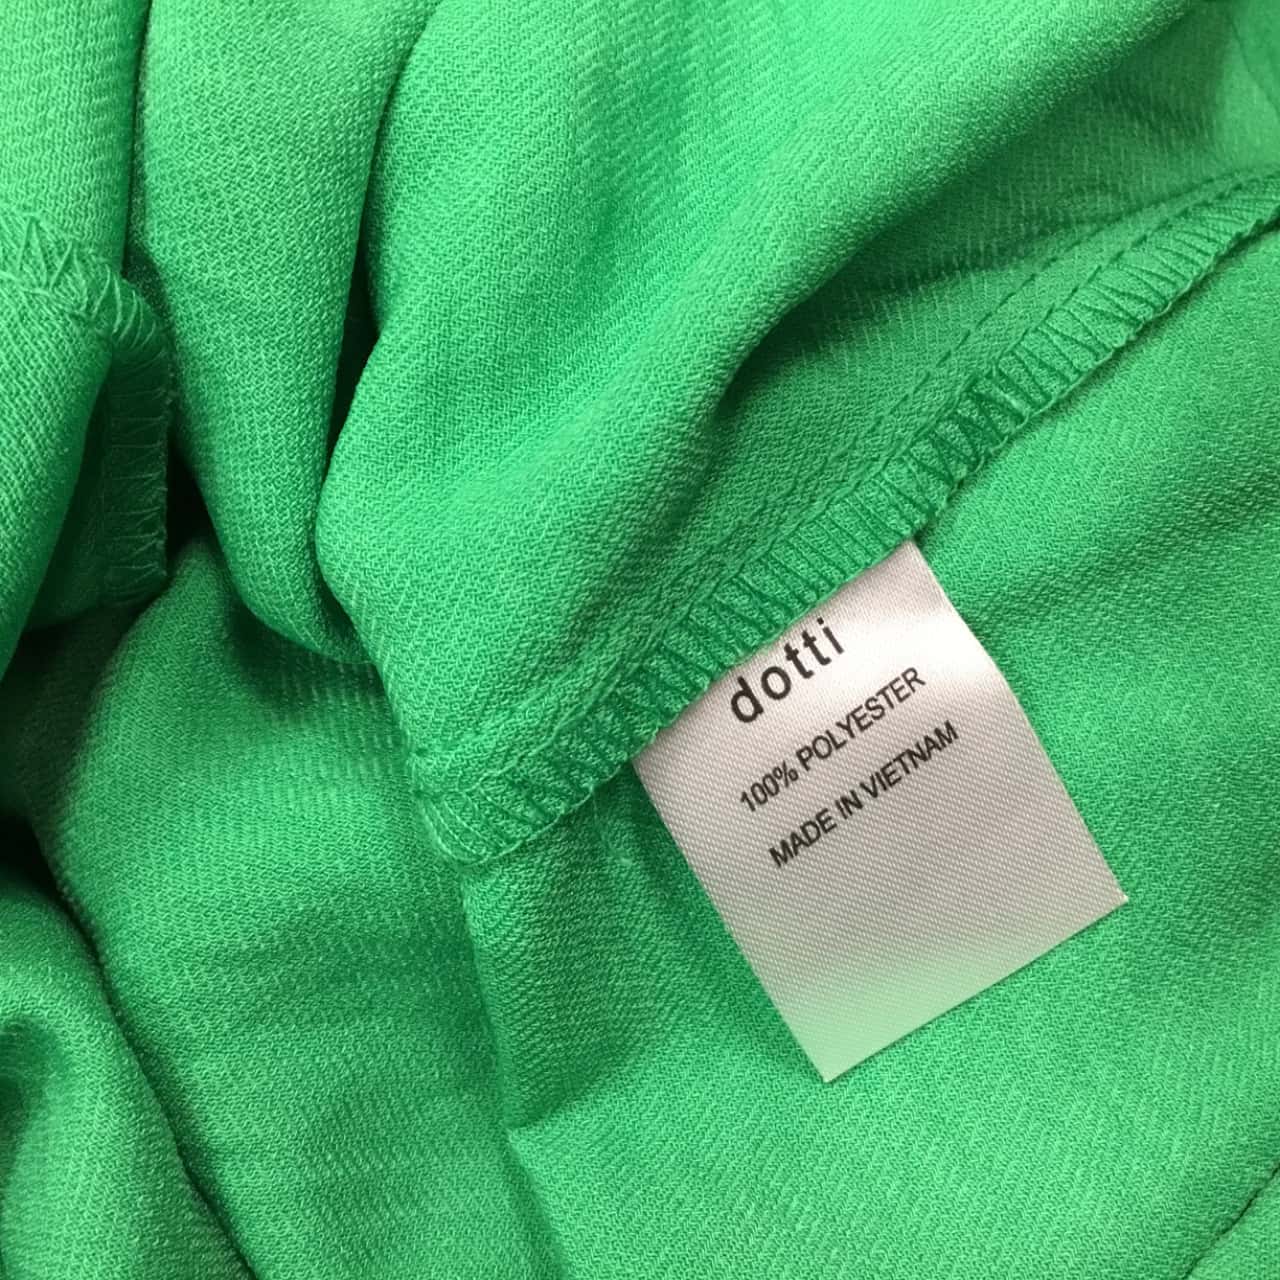 dotti
100% POLYESTER
MADE IN VIETNAM